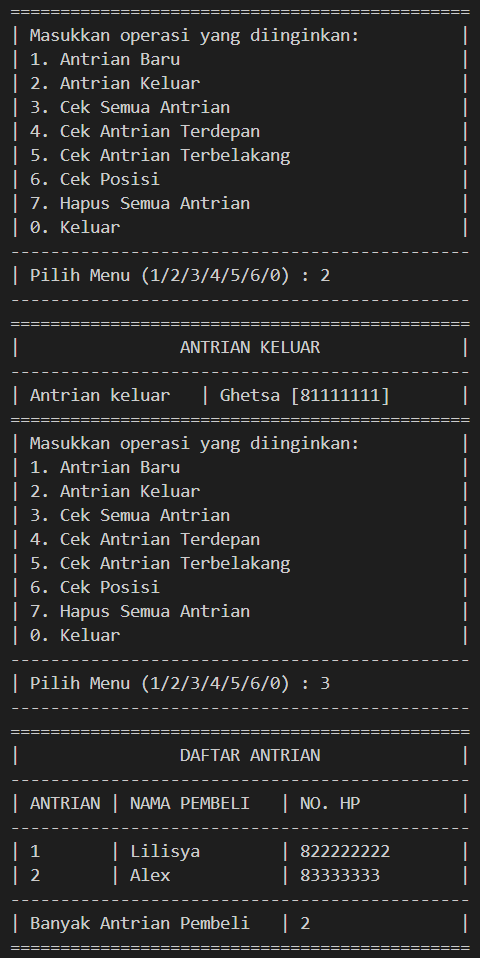 ==============================================
| Masukkan operasi yang diinginkan:          |
| 1. Antrian Baru                            |
| 2. Antrian Keluar                          |
| 3. Cek Semua Antrian                       |
| 4. Cek Antrian Terdepan                    |
| 5. Cek Antrian Terbelakang                 |
| 6. Cek Posisi                              |
| 7. Hapus Semua Antrian                     |
| 0. Keluar                                  |
----------------------------------------------
| Pilih Menu (1/2/3/4/5/6/0) : 2
----------------------------------------------
==============================================
|                ANTRIAN KELUAR              |
----------------------------------------------
| Antrian keluar   | Ghetsa [81111111]       |
==============================================
| Masukkan operasi yang diinginkan:          |
| 1. Antrian Baru                            |
| 2. Antrian Keluar                          |
| 3. Cek Semua Antrian                       |
| 4. Cek Antrian Terdepan                    |
| 5. Cek Antrian Terbelakang                 |
| 6. Cek Posisi                              |
| 7. Hapus Semua Antrian                     |
| 0. Keluar                                  |
----------------------------------------------
| Pilih Menu (1/2/3/4/5/6/0) : 3
----------------------------------------------
==============================================
|                DAFTAR ANTRIAN              |
----------------------------------------------
| ANTRIAN | NAMA PEMBELI   | NO. HP          |
----------------------------------------------
| 1       | Lilisya        | 822222222       |
| 2       | Alex           | 83333333        |
----------------------------------------------
| Banyak Antrian Pembeli   | 2               |
==============================================